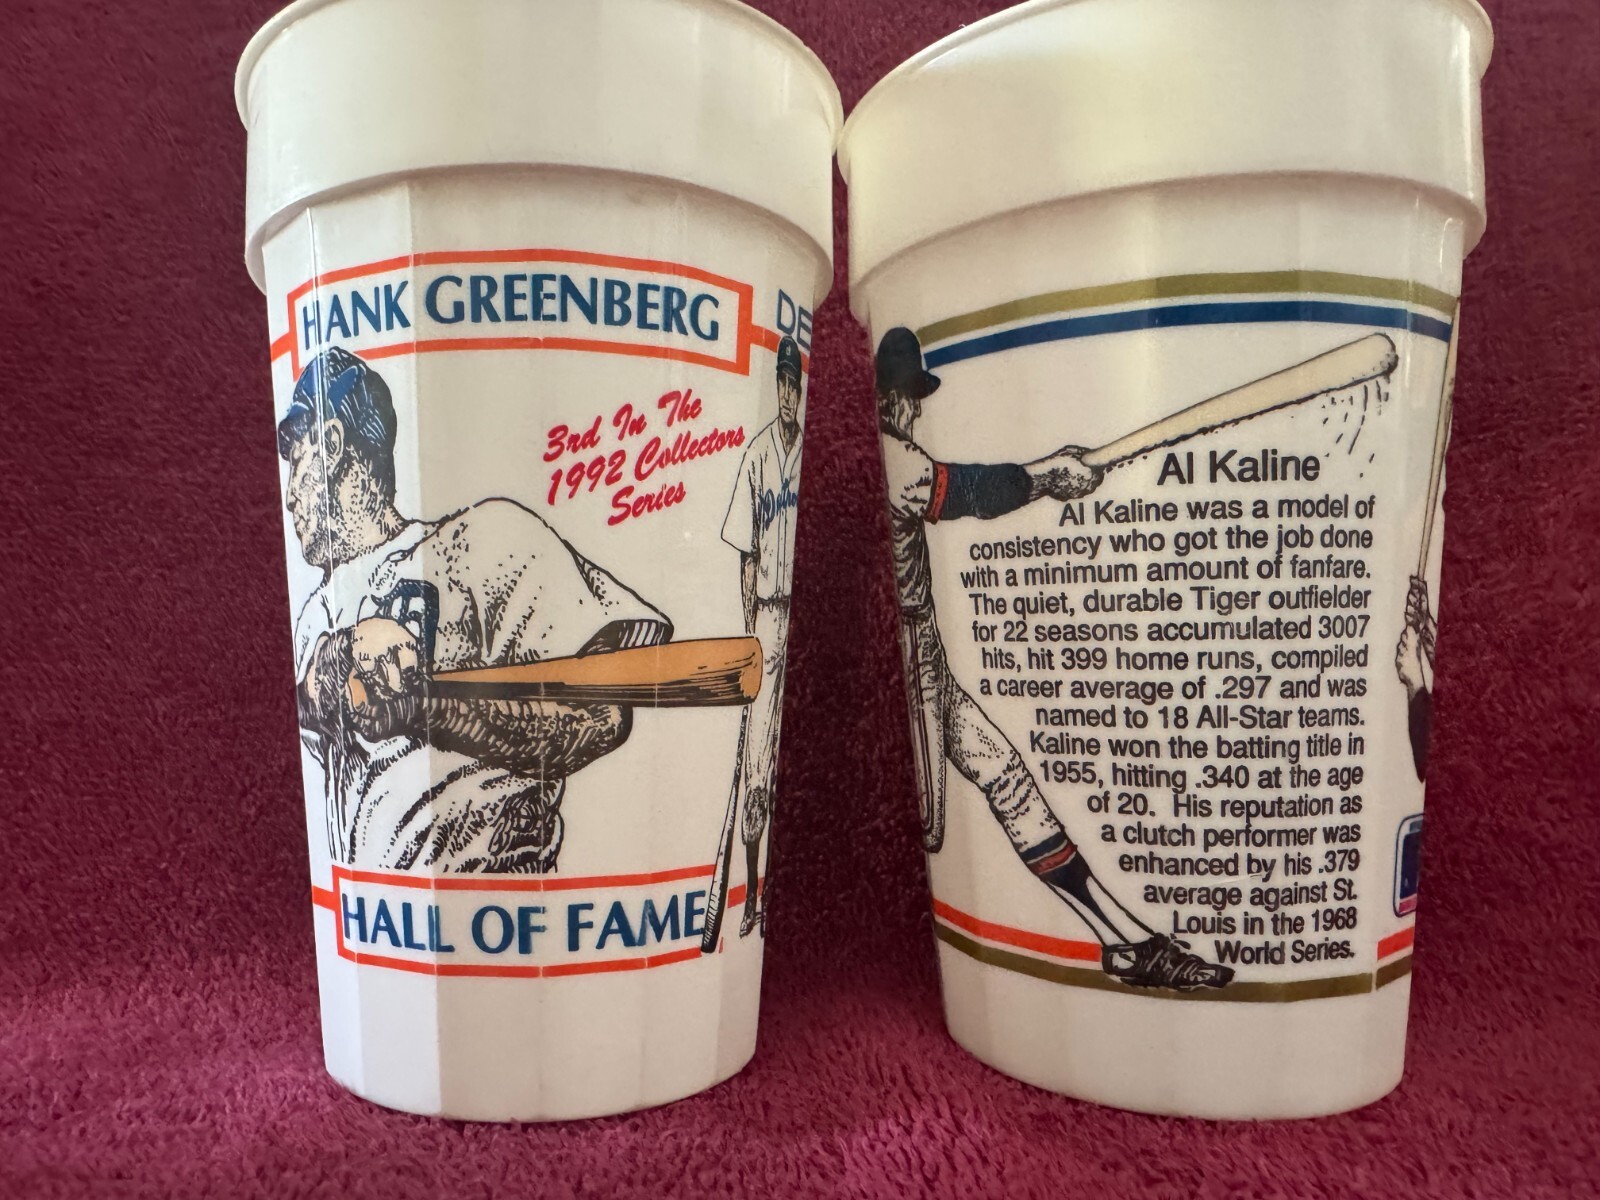 HANK GREENBERG
DE
3rd In The
1992 Collectors
Series
Detroit
HALL OF FAME
Al Kaline
Al Kaline was a model of
consistency who got the job done
with a minimum amount of fanfare.
The quiet, durable Tiger outfielder
for 22 seasons accumulated 3007
hits, hit 399 home runs, compiled
a career average of .297 and was
named to 18 All-Star teams.
Kaline won the batting title in
1955, hitting .340 at the age
of 20. His reputation as
a clutch performer was
enhanced by his .379
average against St.
Louis in the 1968
World Series.